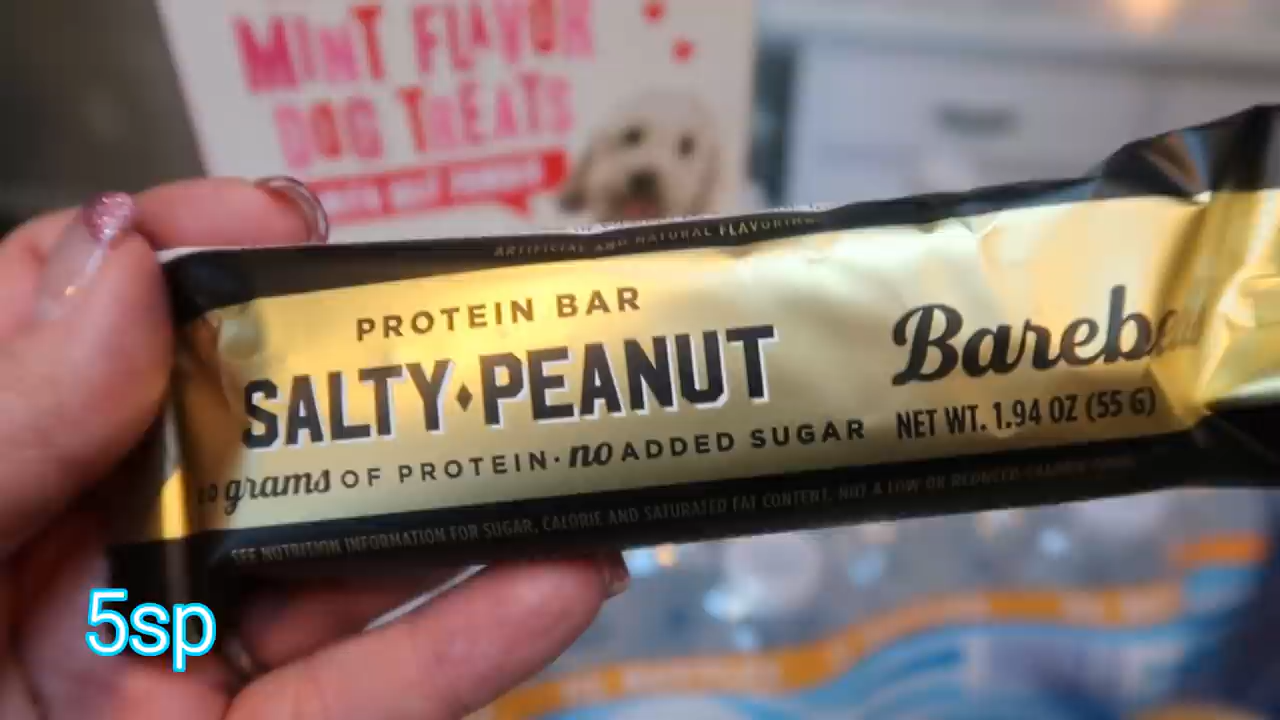 MINT FLAVOR
DOG TREATS
ARTIFICIAL AND NATURAL FLAVORING
PROTEIN BAR
SALTY♦PEANUT
grams OF PROTEIN · no ADDED SUGAR
Bareb
NET WT. 1.94 OZ (55 G)
SEE NUTRITION INFORMATION FOR SUGAR, CALORIE AND SATURATED FAT CONTENT. NOT A LOW OR REDUCED CALORIE FOOD.
5sp